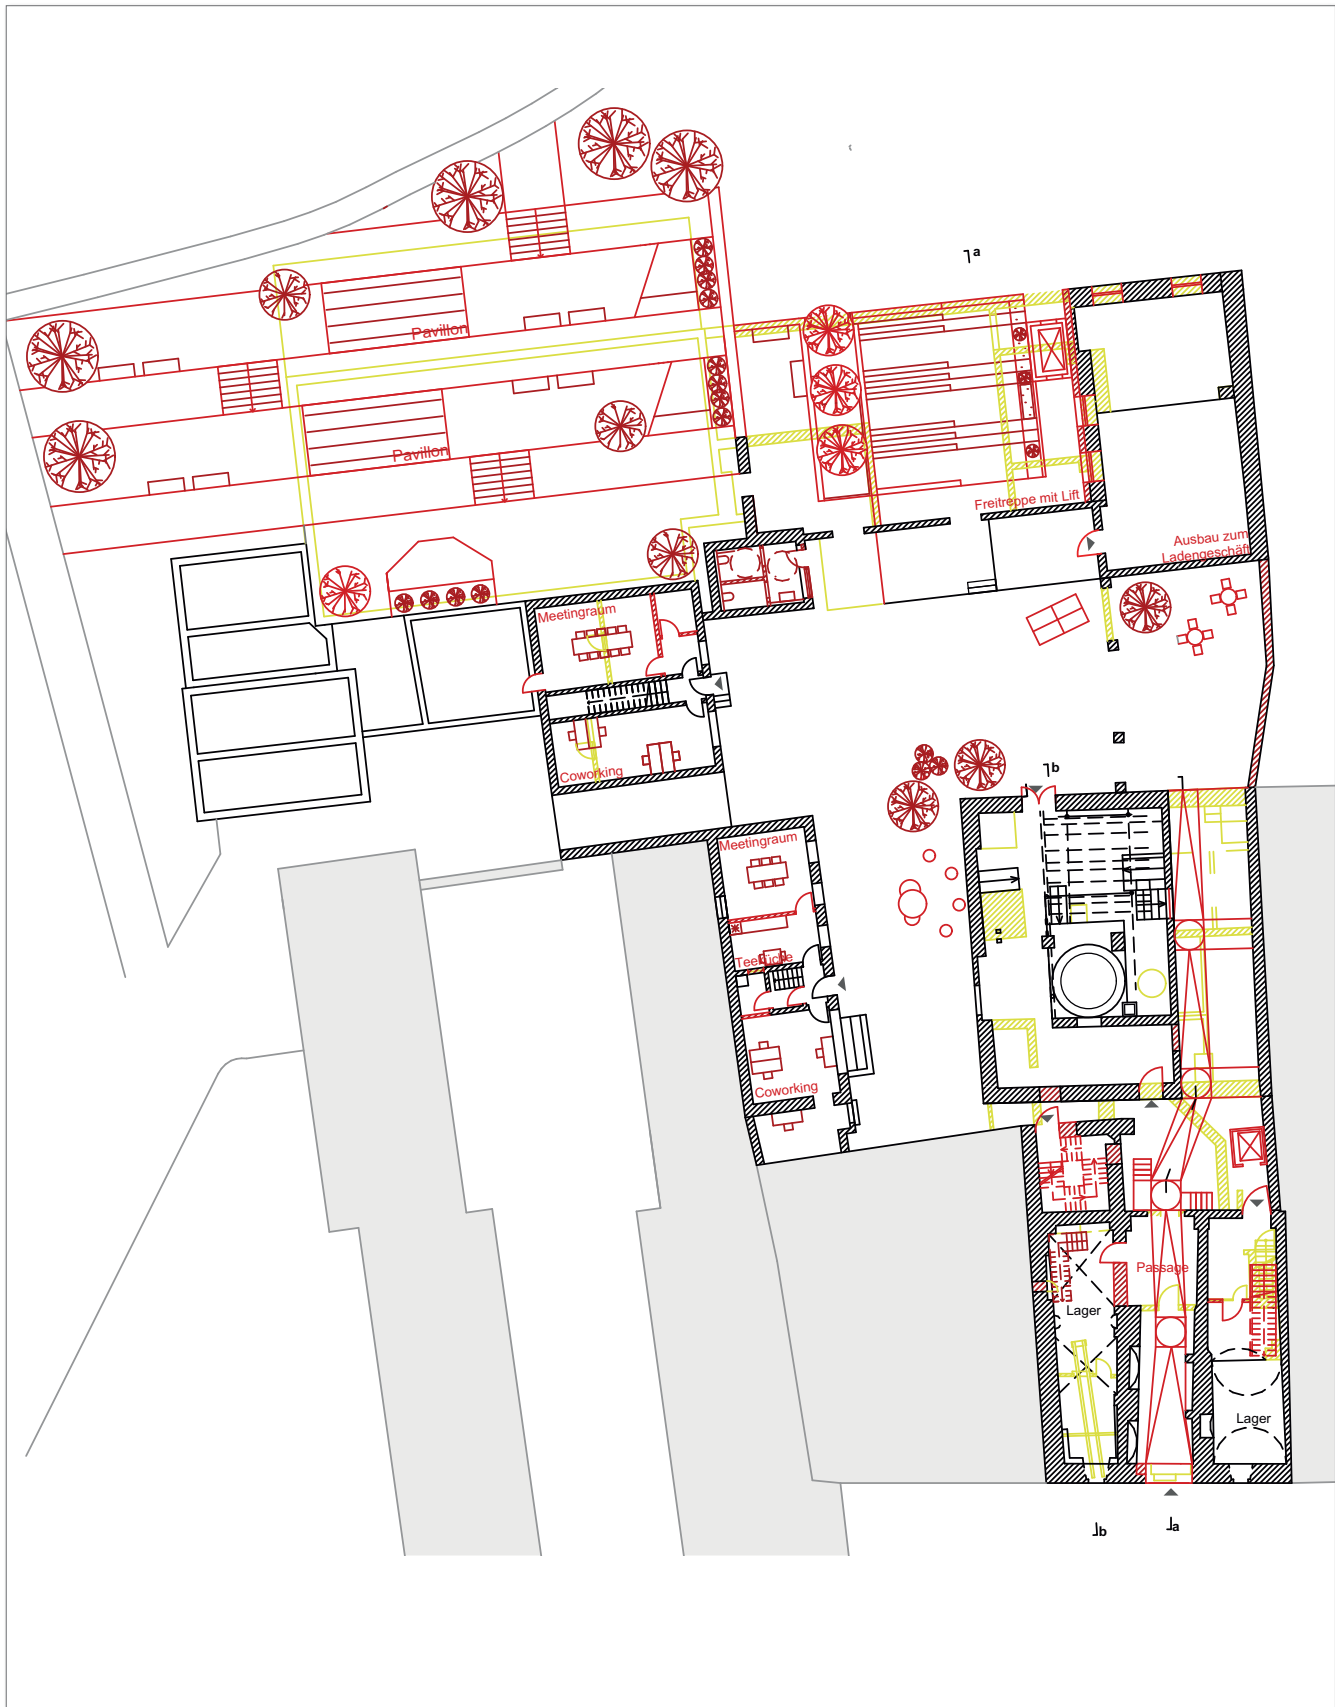 a
Pavillon
Pavillon
Freitreppe mit Lift
Ausbau zum
Ladengeschäft
Meetingraum
Coworking
b
Meetingraum
Teeküche
Coworking
Passage
Lager
Lager
b
a